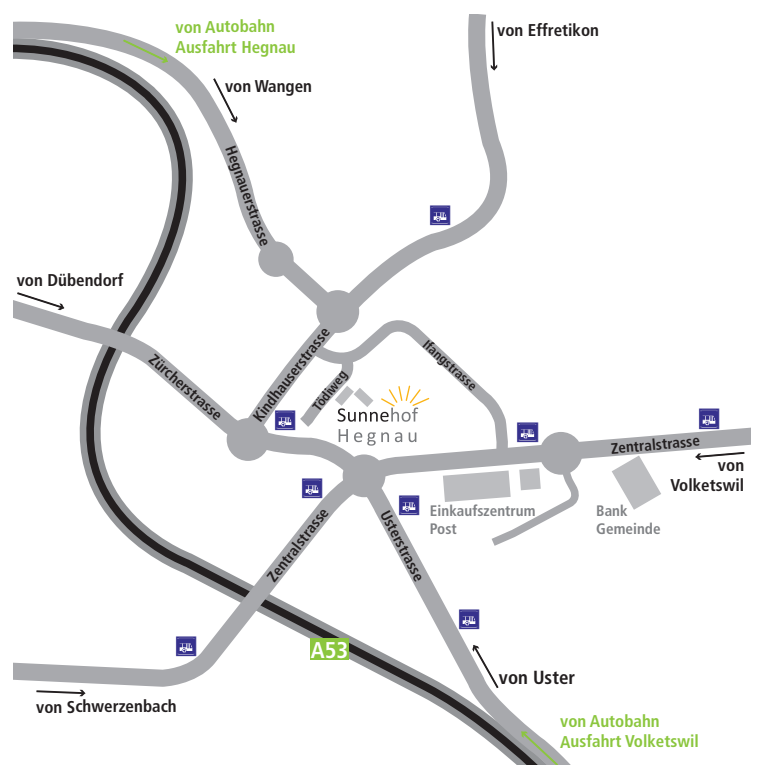 von Autobahn
Ausfahrt Hegnau
von Effretikon
von Wangen
Hegnauerstrasse
von Dübendorf
Zürcherstrasse
Kindhauserstrasse
Tödiweg
Ifangstrasse
Sunnehof
Hegnau
Zentralstrasse
von
Volketswil
Einkaufszentrum
Post
Bank
Gemeinde
Zentralstrasse
Usterstrasse
A53
von Uster
von Schwerzenbach
von Autobahn
Ausfahrt Volketswil